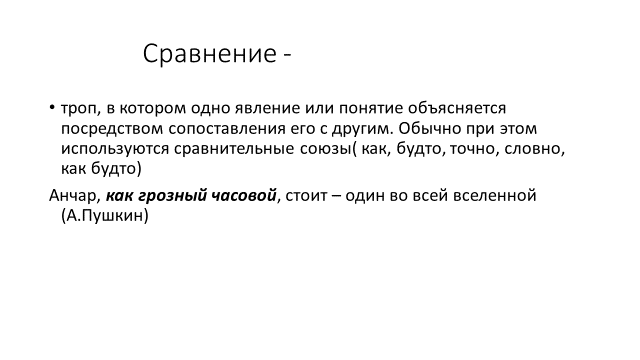 Сравнение -
• троп, в котором одно явление или понятие объясняется
посредством сопоставления его с другим. Обычно при этом
используются сравнительные союзы( как, будто, точно, словно,
как будто)
Анчар, как грозный часовой, стоит – один во всей вселенной
(А.Пушкин)